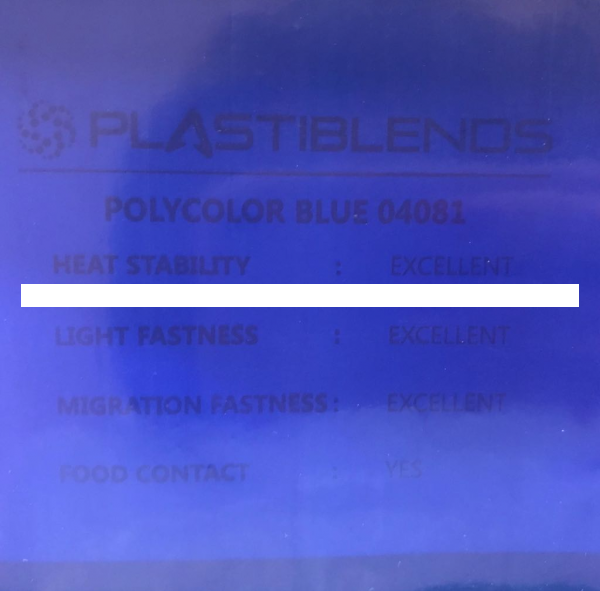 PLASTIBLENDS
POLYCOLOR BLUE 04081
HEAT STABILITY : EXCELLENT
LIGHT FASTNESS : EXCELLENT
MIGRATION FASTNESS : EXCELLENT
FOOD CONTACT : YES